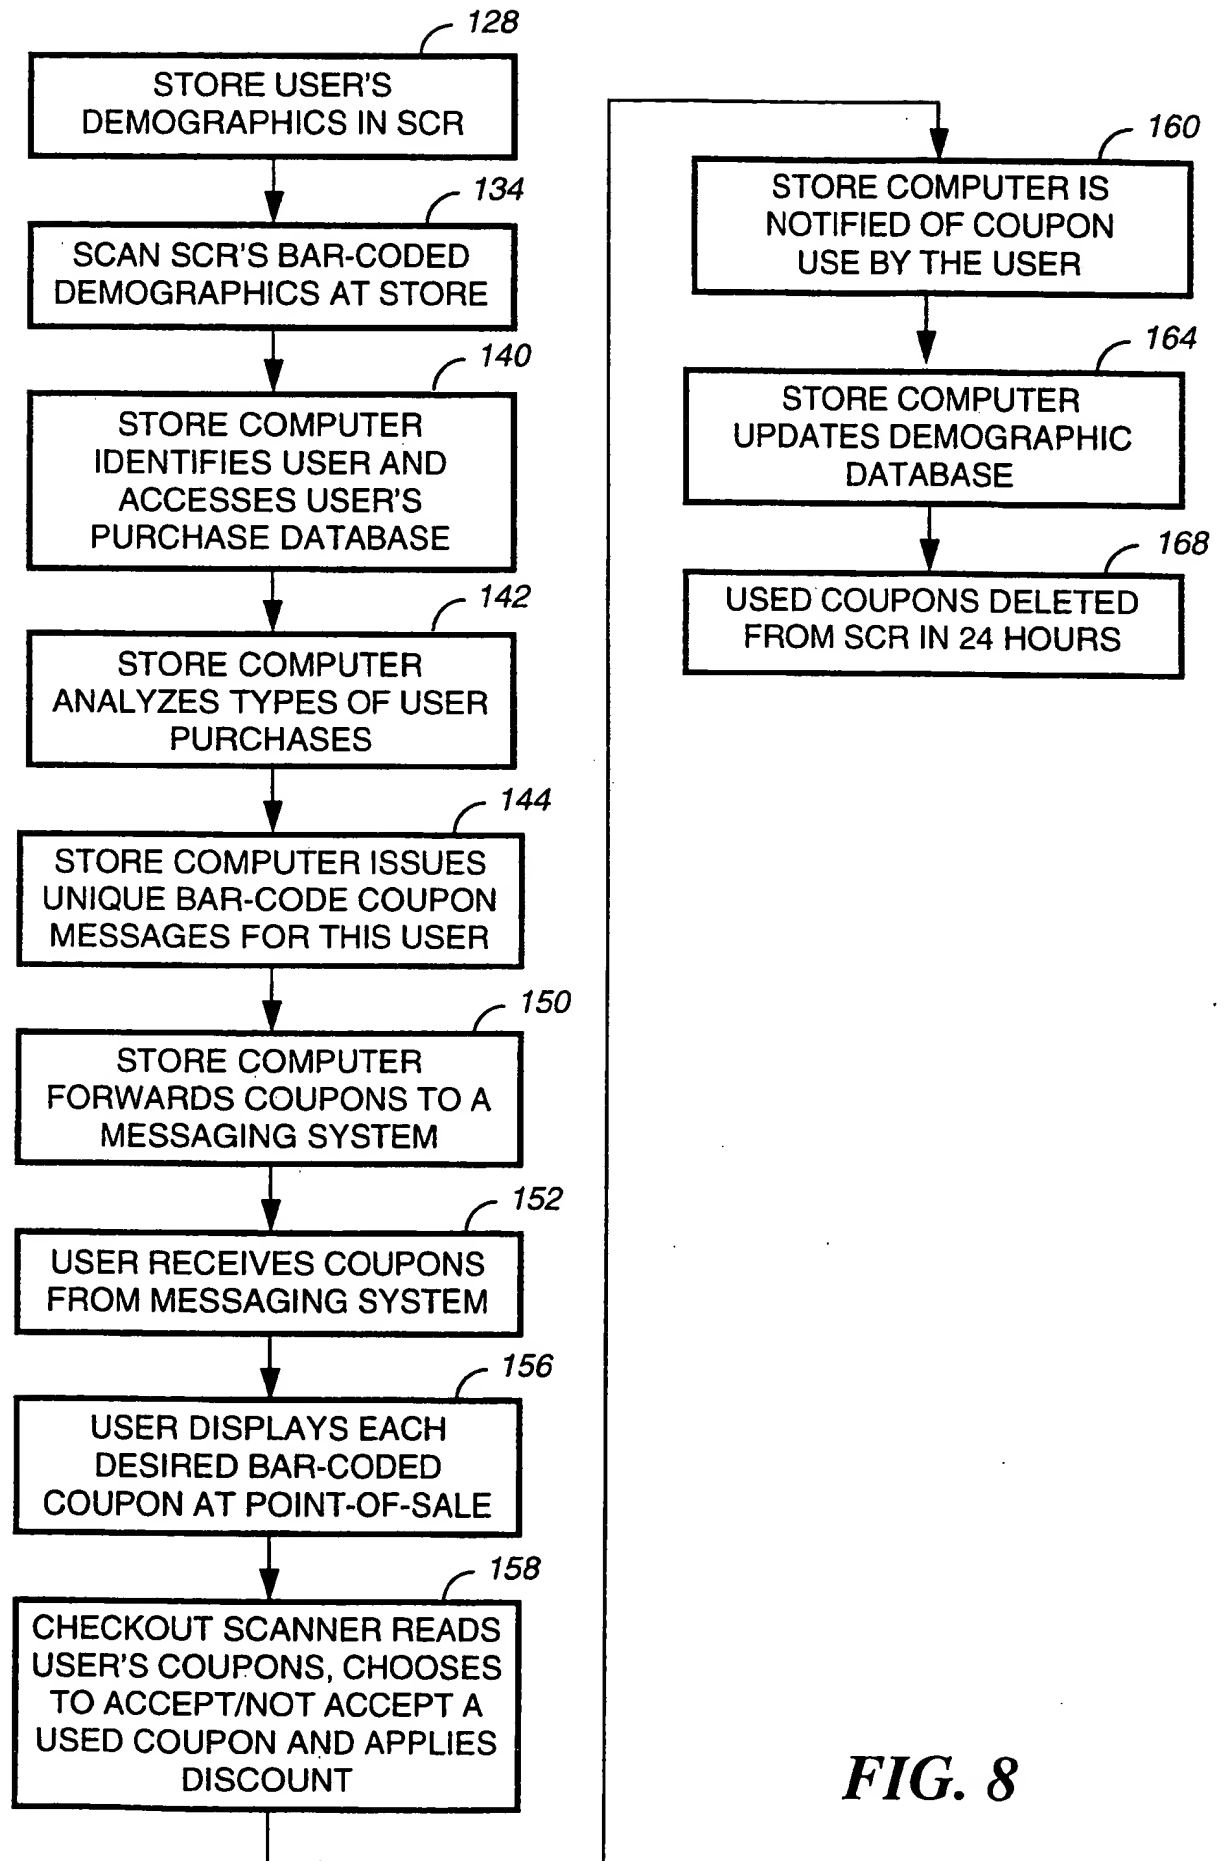 128
STORE USER'S
DEMOGRAPHICS IN SCR
134
SCAN SCR'S BAR-CODED
DEMOGRAPHICS AT STORE
140
STORE COMPUTER
IDENTIFIES USER AND
ACCESSES USER'S
PURCHASE DATABASE
142
STORE COMPUTER
ANALYZES TYPES OF USER
PURCHASES
144
STORE COMPUTER ISSUES
UNIQUE BAR-CODE COUPON
MESSAGES FOR THIS USER
150
STORE COMPUTER
FORWARDS COUPONS TO A
MESSAGING SYSTEM
152
USER RECEIVES COUPONS
FROM MESSAGING SYSTEM
156
USER DISPLAYS EACH
DESIRED BAR-CODED
COUPON AT POINT-OF-SALE
158
CHECKOUT SCANNER READS
USER'S COUPONS, CHOOSES
TO ACCEPT/NOT ACCEPT A
USED COUPON AND APPLIES
DISCOUNT
160
STORE COMPUTER IS
NOTIFIED OF COUPON
USE BY THE USER
164
STORE COMPUTER
UPDATES DEMOGRAPHIC
DATABASE
168
USED COUPONS DELETED
FROM SCR IN 24 HOURS
FIG. 8